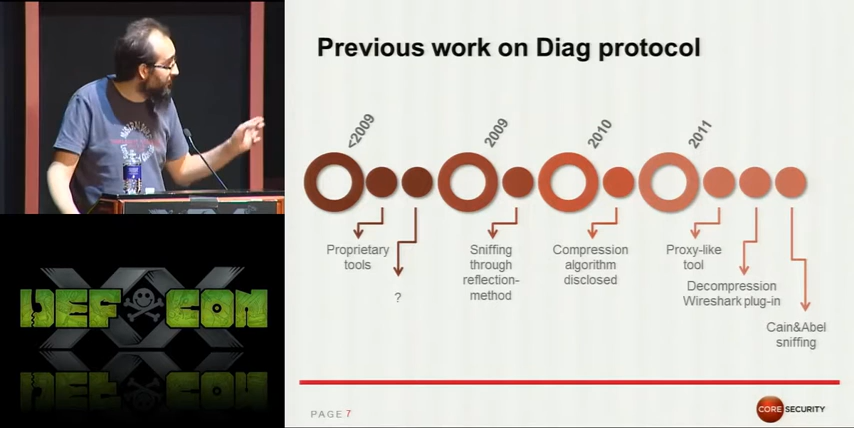 Previous work on Diag protocol
<2009
2009
2010
2011
Proprietary
tools
?
Sniffing
through
reflection-
method
Compression
algorithm
disclosed
Proxy-like
tool
Decompression
Wireshark plug-in
Cain&Abel
sniffing
PAGE 7
CORE SECURITY
XX
DEF CON